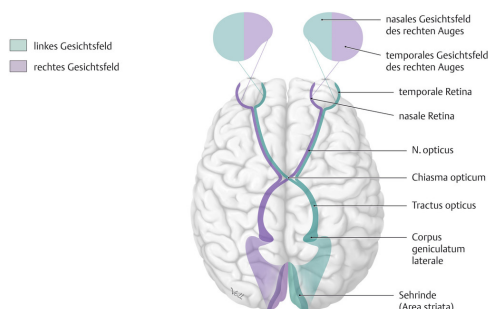 linkes Gesichtsfeld
rechtes Gesichtsfeld
nasales Gesichtsfeld
des rechten Auges
temporales Gesichtsfeld
des rechten Auges
temporale Retina
nasale Retina
N. opticus
Chiasma opticum
Tractus opticus
Corpus
geniculatum
laterale
Sehrinde
(Area striata)